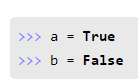 >>> a = True
>>> b = False